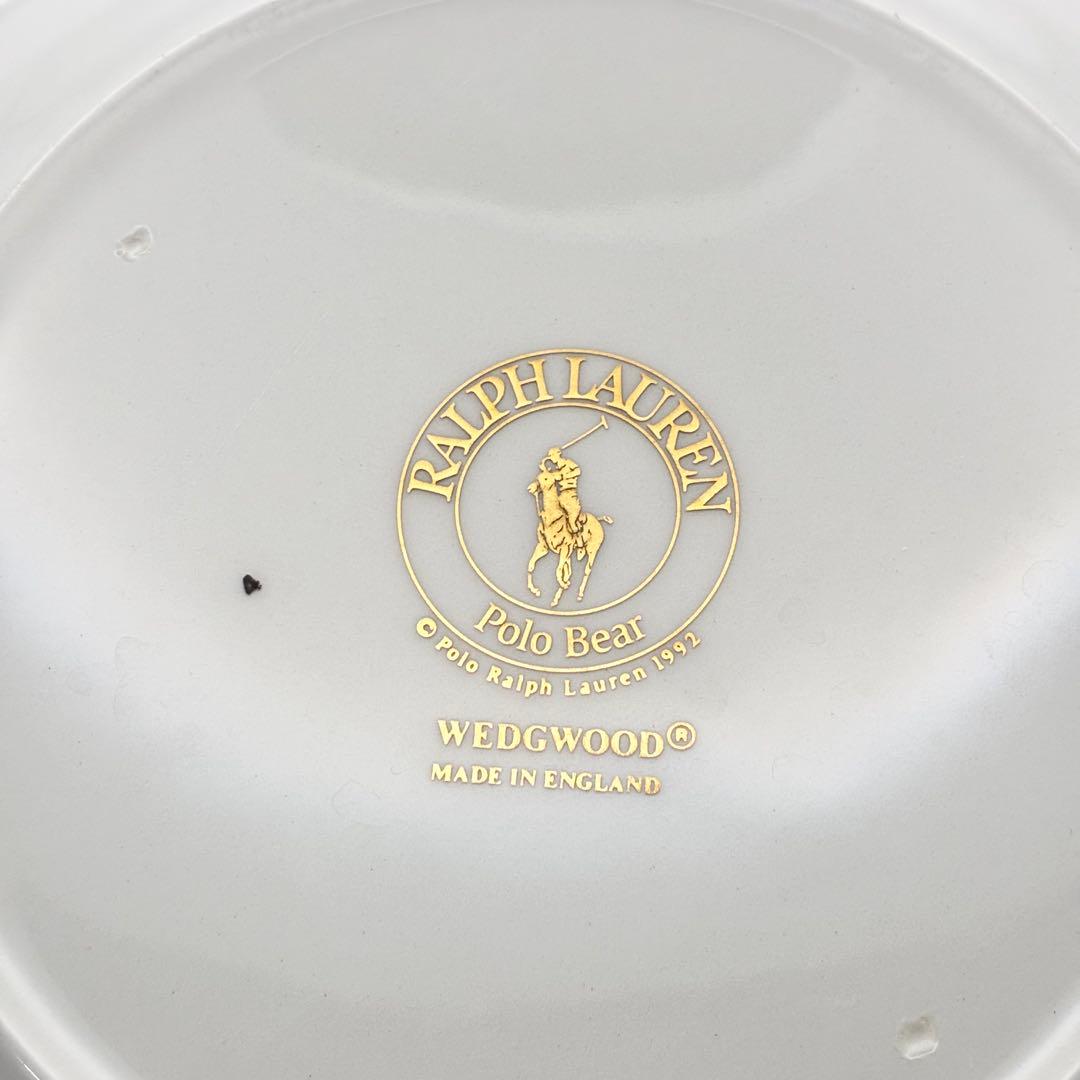 RALPH LAUREN
Polo Bear
© Polo Ralph Lauren 1992
WEDGWOOD®
MADE IN ENGLAND